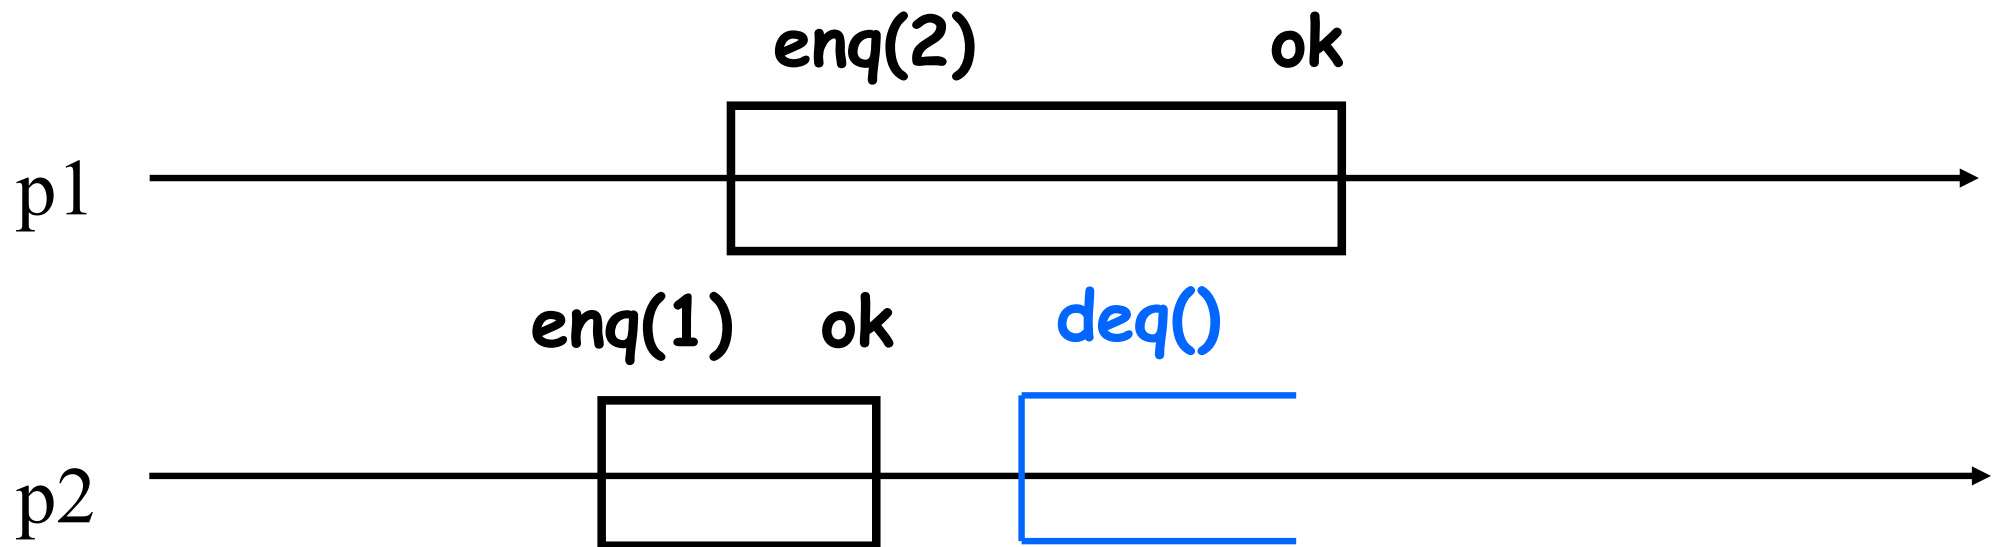 enq(2) ok
p1
enq(1) ok deq()
p2